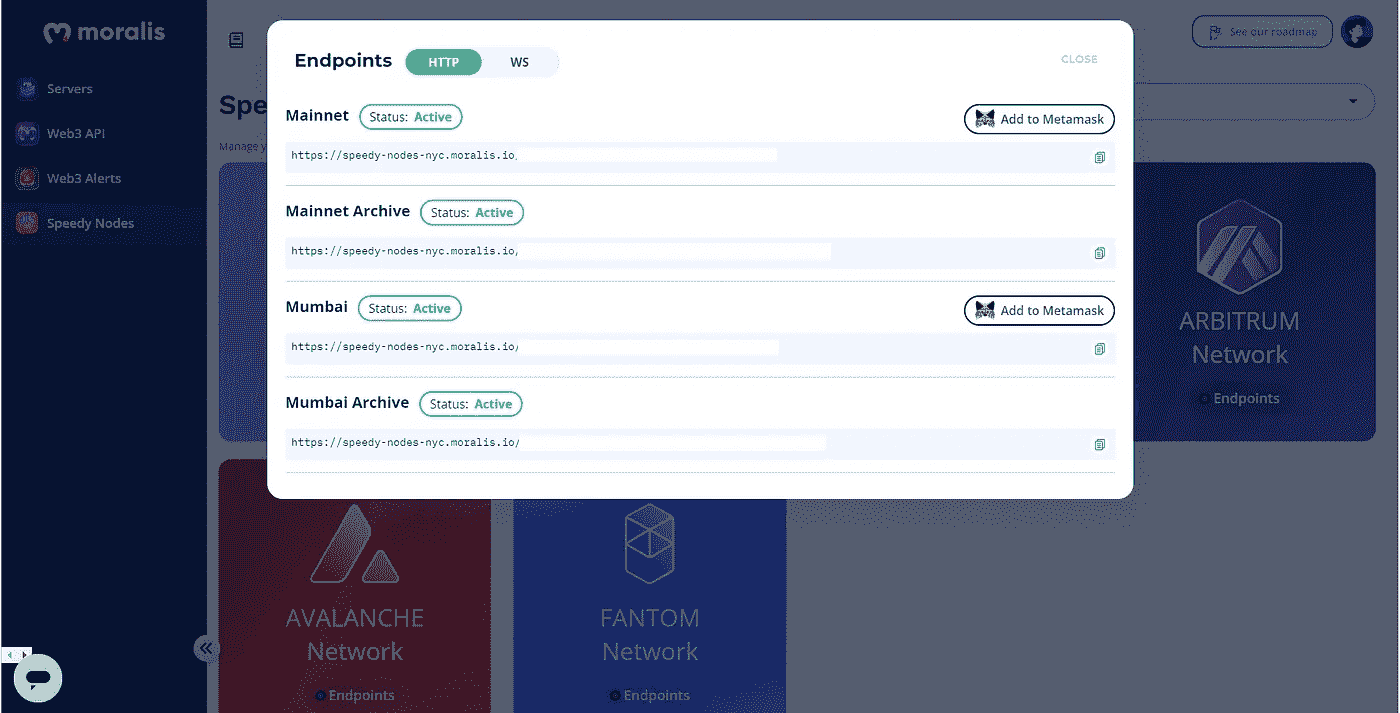 moralis
See our roadmap
Servers
Web3 API
Web3 Alerts
Speedy Nodes
Spe
Manage y
Endpoints HTTP WS CLOSE
Mainnet Status: Active Add to Metamask
https://speedy-nodes-nyc.moralis.io/
Mainnet Archive Status: Active
https://speedy-nodes-nyc.moralis.io/
Mumbai Status: Active Add to Metamask
https://speedy-nodes-nyc.moralis.io/
Mumbai Archive Status: Active
https://speedy-nodes-nyc.moralis.io/
ARBITRUM
Network
Endpoints
AVALANCHE
Network
Endpoints
FANTOM
Network
Endpoints